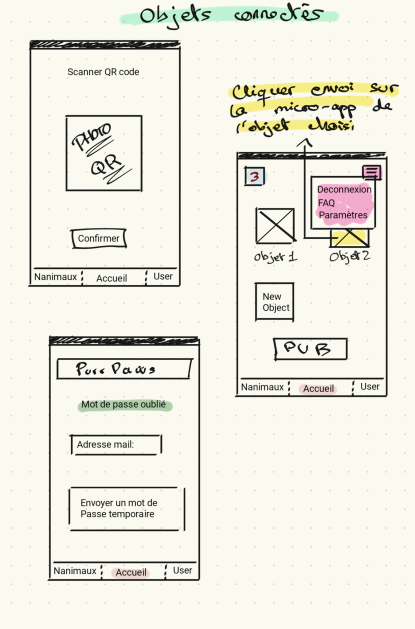 Objets connectés
Scanner QR code
PHOTO
QR
Confirmer
Nanimaux Accueil User
Cliquer envoi sur
la micro-app de
l'objet choisi
3
Deconnexion
FAQ
Paramètres
Objet 1 Objet 2
New
Object
PUB
Nanimaux Accueil User
Purr Paws
Mot de passe oublié
Adresse mail:
Envoyer un mot de
Passe temporaire
Nanimaux Accueil User